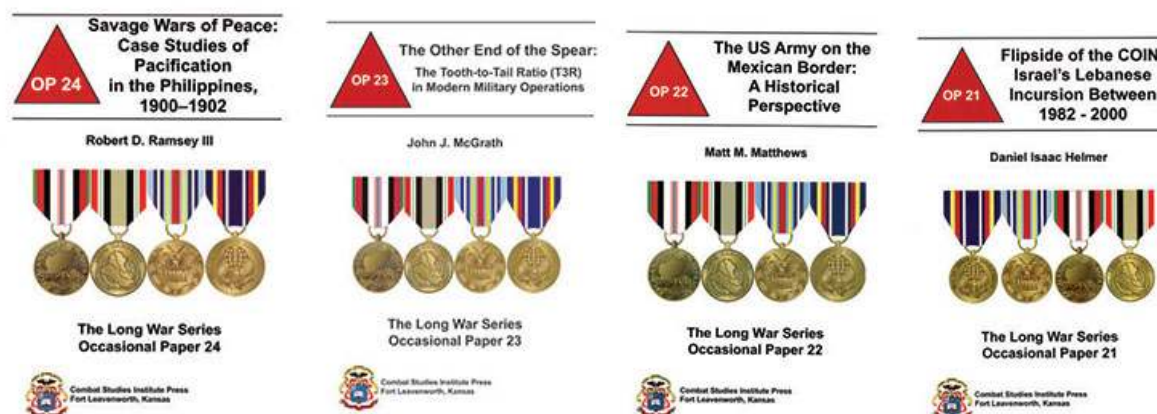 OP 24
Savage Wars of Peace:
Case Studies of
Pacification
in the Philippines,
1900–1902
Robert D. Ramsey III
The Long War Series
Occasional Paper 24
Combat Studies Institute Press
Fort Leavenworth, Kansas
OP 23
The Other End of the Spear:
The Tooth-to-Tail Ratio (T3R)
in Modern Military Operations
John J. McGrath
The Long War Series
Occasional Paper 23
Combat Studies Institute Press
Fort Leavenworth, Kansas
OP 22
The US Army on the
Mexican Border:
A Historical
Perspective
Matt M. Matthews
The Long War Series
Occasional Paper 22
Combat Studies Institute Press
Fort Leavenworth, Kansas
OP 21
Flipside of the COIN:
Israel's Lebanese
Incursion Between
1982 - 2000
Daniel Isaac Helmer
The Long War Series
Occasional Paper 21
Combat Studies Institute Press
Fort Leavenworth, Kansas